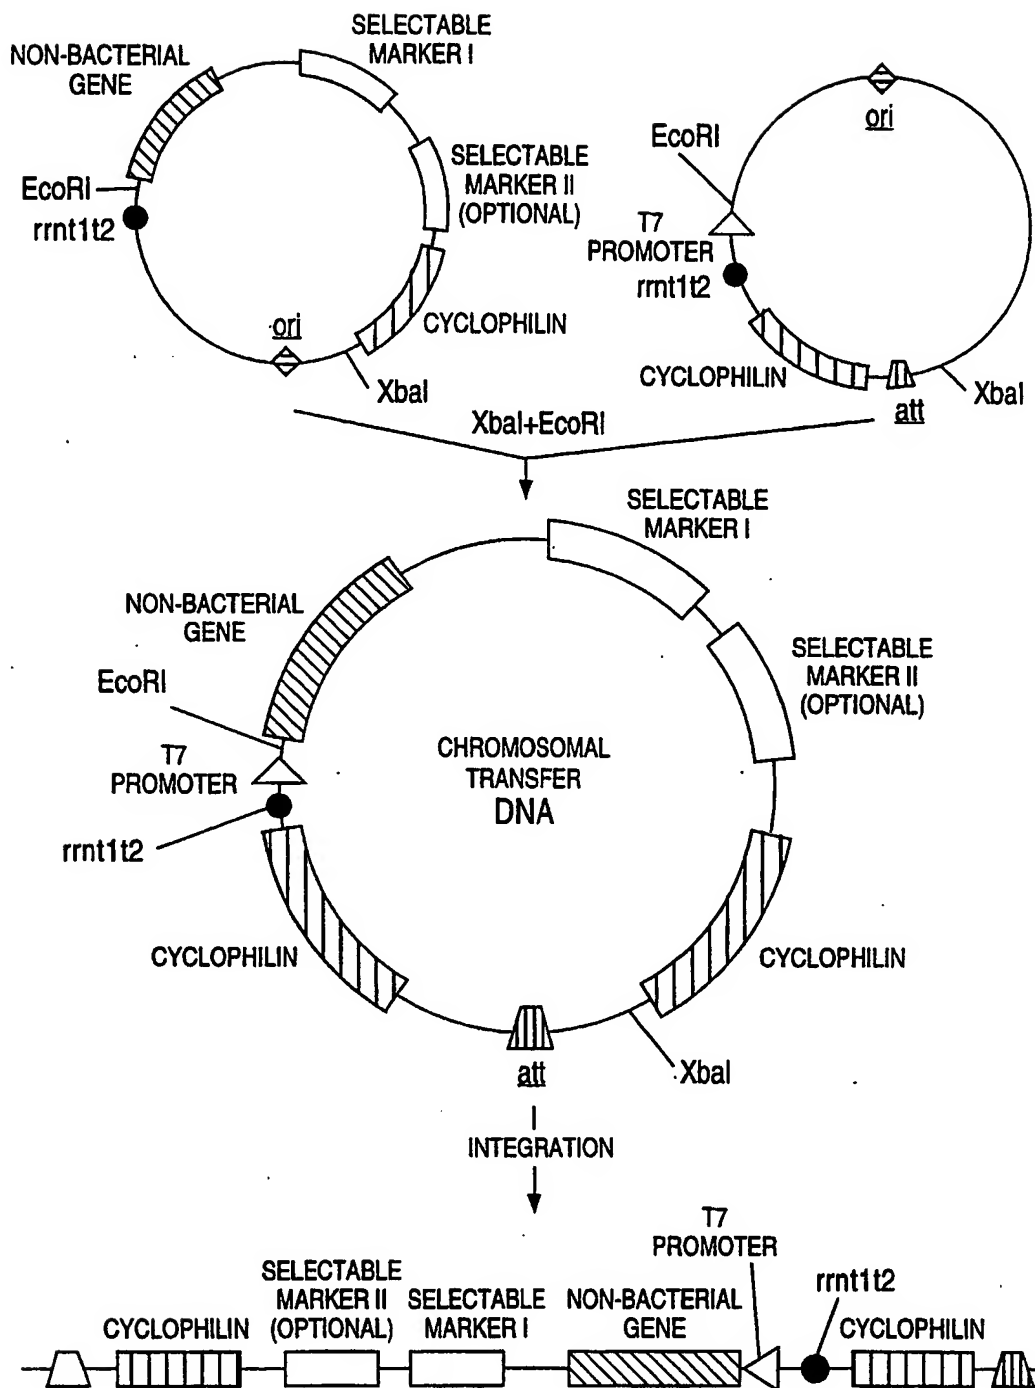 NON-BACTERIAL
GENE
SELECTABLE
MARKER I
EcoRI
rrnt1t2
SELECTABLE
MARKER II
(OPTIONAL)
ori
CYCLOPHILIN
XbaI
ori
EcoRI
T7
PROMOTER
rrnt1t2
CYCLOPHILIN
att
XbaI
XbaI+EcoRI
SELECTABLE
MARKER I
NON-BACTERIAL
GENE
SELECTABLE
MARKER II
(OPTIONAL)
EcoRI
T7
PROMOTER
rrnt1t2
CHROMOSOMAL
TRANSFER
DNA
CYCLOPHILIN
CYCLOPHILIN
att
XbaI
INTEGRATION
T7
PROMOTER
rrnt1t2
CYCLOPHILIN
SELECTABLE
MARKER II
(OPTIONAL)
SELECTABLE
MARKER I
NON-BACTERIAL
GENE
CYCLOPHILIN